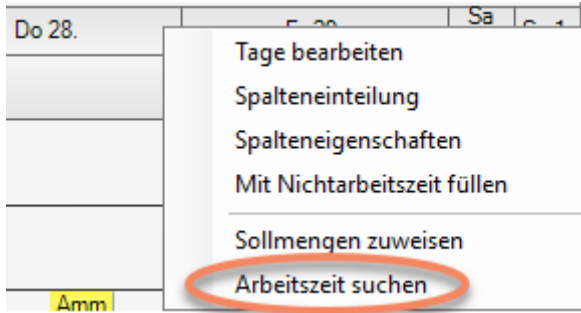 Do 28.
Sa
Tage bearbeiten
Spalteneinteilung
Spalteneigenschaften
Mit Nichtarbeitszeit füllen
Sollmengen zuweisen
Arbeitszeit suchen
Amm